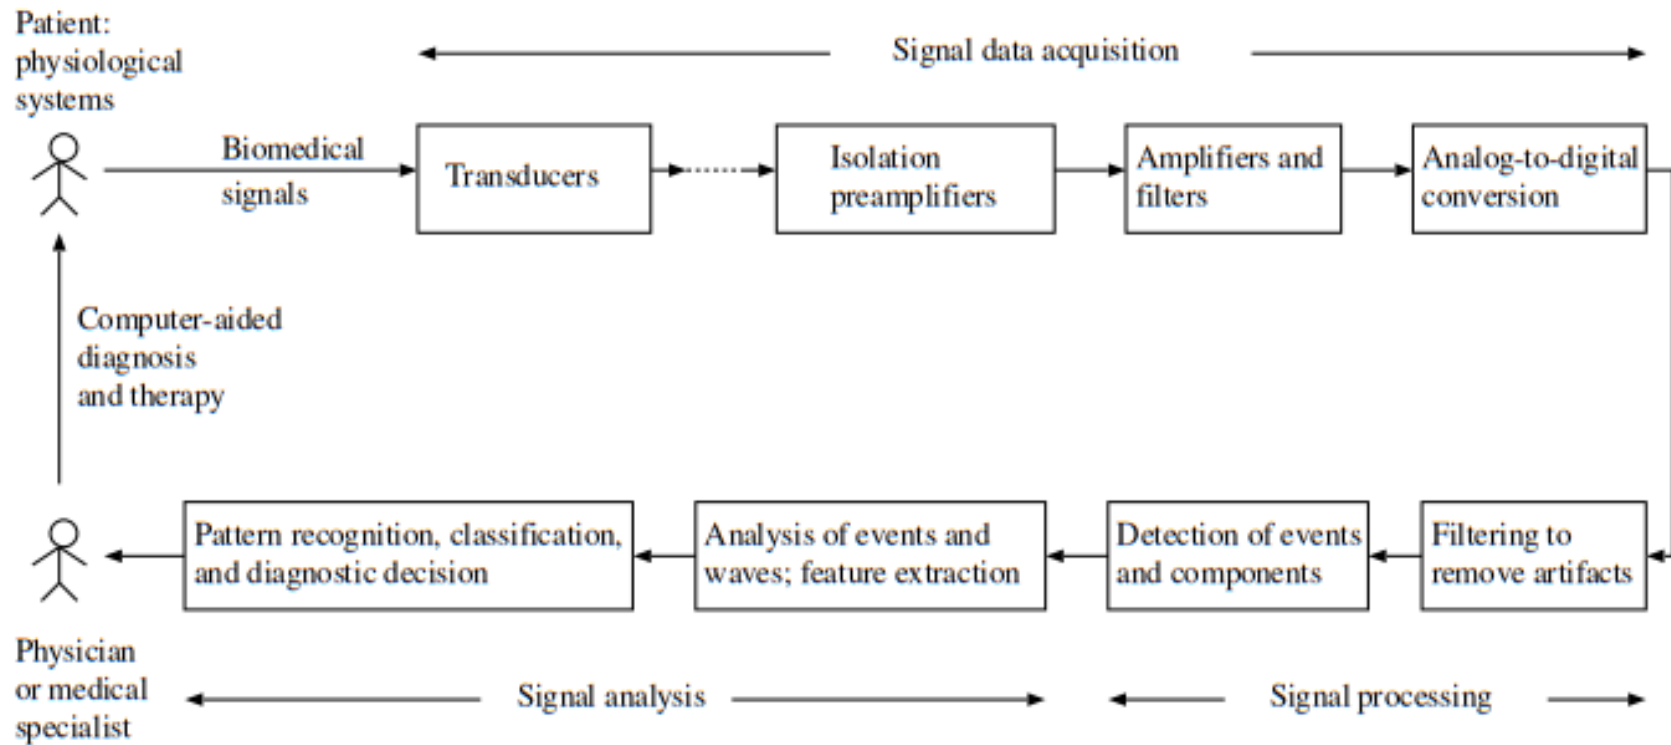 Patient:
physiological
systems
Signal data acquisition
Biomedical
signals
Transducers
Isolation
preamplifiers
Amplifiers and
filters
Analog-to-digital
conversion
Computer-aided
diagnosis
and therapy
Pattern recognition, classification,
and diagnostic decision
Analysis of events and
waves; feature extraction
Detection of events
and components
Filtering to
remove artifacts
Physician
or medical
specialist
Signal analysis
Signal processing